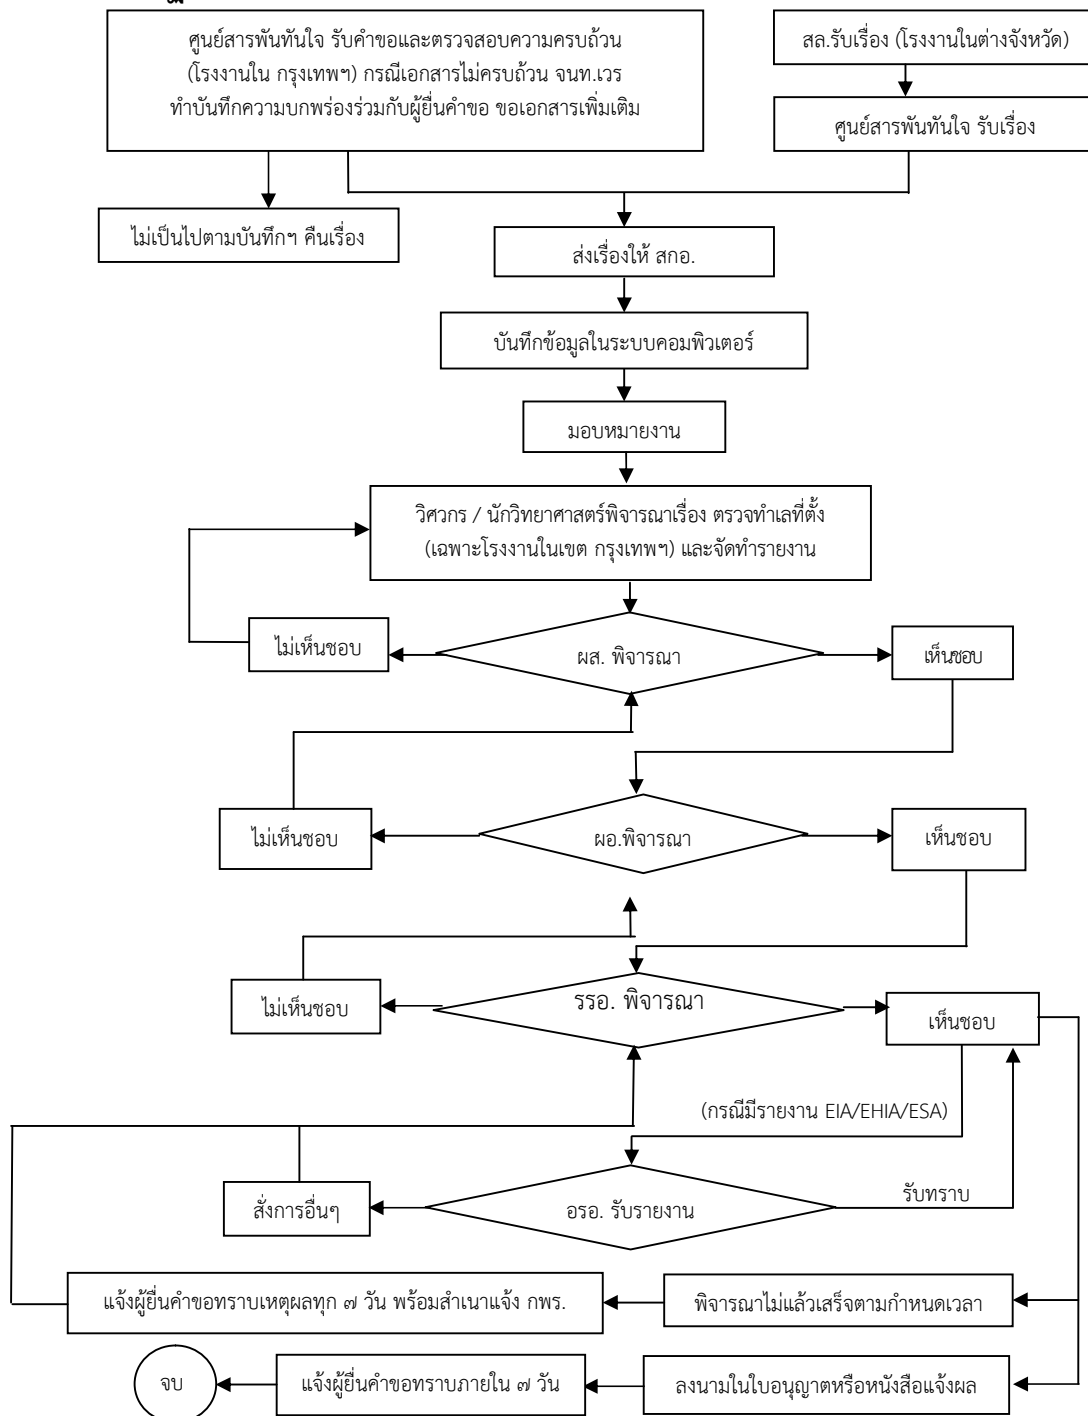 ศูนย์สารพันทันใจ รับคำขอและตรวจสอบความครบถ้วน
(โรงงานใน กรุงเทพฯ) กรณีเอกสารไม่ครบถ้วน จนท.เวร
ทำบันทึกความบกพร่องร่วมกับผู้ยื่นคำขอ ขอเอกสารเพิ่มเติม
สล.รับเรื่อง (โรงงานในต่างจังหวัด)
ศูนย์สารพันทันใจ รับเรื่อง
ไม่เป็นไปตามบันทึกฯ คืนเรื่อง
ส่งเรื่องให้ สกอ.
บันทึกข้อมูลในระบบคอมพิวเตอร์
มอบหมายงาน
วิศวกร / นักวิทยาศาสตร์พิจารณาเรื่อง ตรวจทำเลที่ตั้ง
(เฉพาะโรงงานในเขต กรุงเทพฯ) และจัดทำรายงาน
ไม่เห็นชอบ
ผส. พิจารณา
เห็นชอบ
ไม่เห็นชอบ
ผอ.พิจารณา
เห็นชอบ
ไม่เห็นชอบ
รรอ. พิจารณา
เห็นชอบ
(กรณีมีรายงาน EIA/EHIA/ESA)
สั่งการอื่นๆ
อรอ. รับรายงาน
รับทราบ
แจ้งผู้ยื่นคำขอทราบเหตุผลทุก ๗ วัน พร้อมสำเนาแจ้ง กพร.
พิจารณาไม่แล้วเสร็จตามกำหนดเวลา
จบ
แจ้งผู้ยื่นคำขอทราบภายใน ๗ วัน
ลงนามในใบอนุญาตหรือหนังสือแจ้งผล